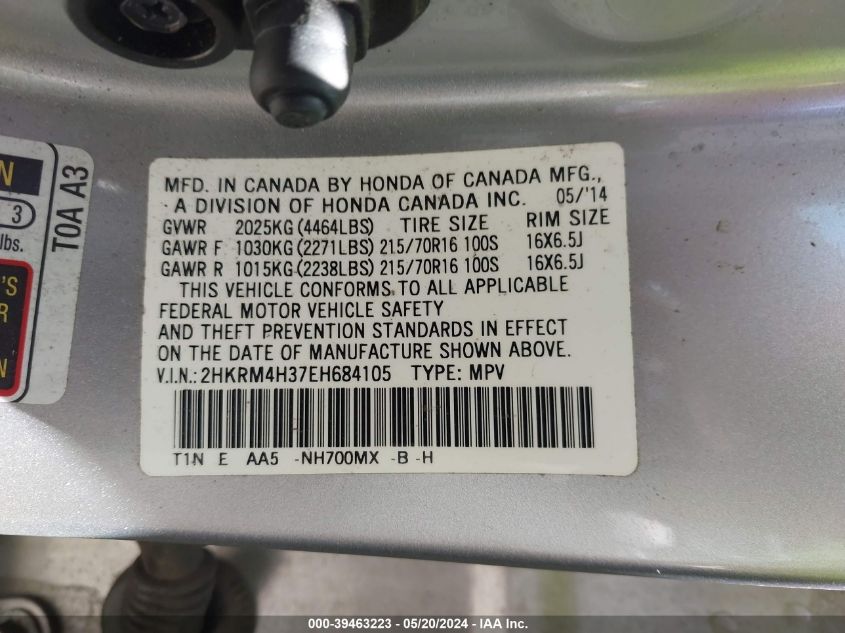 MFD. IN CANADA BY HONDA OF CANADA MFG.,
A DIVISION OF HONDA CANADA INC. 05/'14
GVWR 2025KG (4464LBS) TIRE SIZE RIM SIZE
GAWR F 1030KG (2271LBS) 215/70R16 100S 16X6.5J
GAWR R 1015KG (2238LBS) 215/70R16 100S 16X6.5J
THIS VEHICLE CONFORMS TO ALL APPLICABLE
FEDERAL MOTOR VEHICLE SAFETY
AND THEFT PREVENTION STANDARDS IN EFFECT
ON THE DATE OF MANUFACTURE SHOWN ABOVE.
V.I.N.: 2HKRM4H37EH684105 TYPE: MPV
T1N E AA5 -NH700MX -B -H
T0A A3
N
3
lbs.
'S
R
N
000-39463223 - 05/20/2024 - IAA Inc.